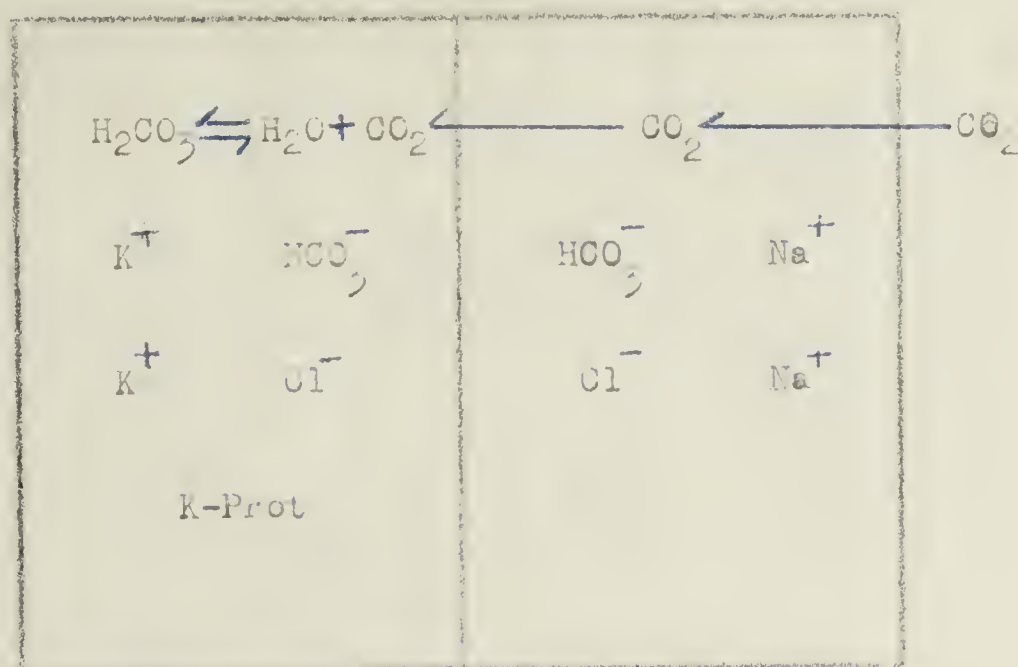 H₂CO₃ ⇌ H₂O + CO₂ ← CO₂ ← CO₂
K⁺ HCO₃⁻ HCO₃⁻ Na⁺
K⁺ Cl⁻ Cl⁻ Na⁺
K-Prot